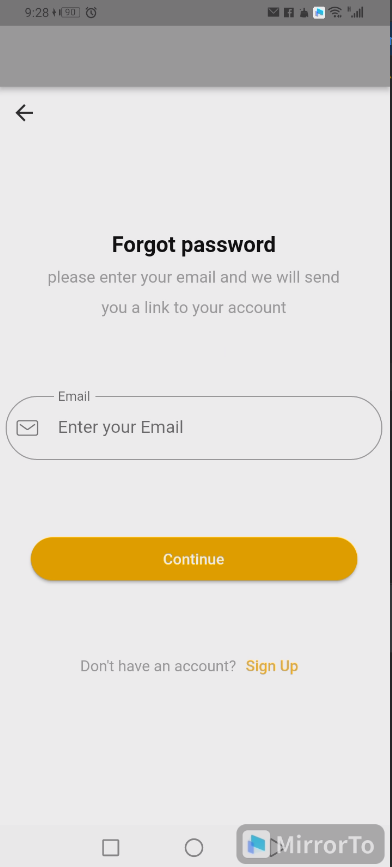 9:28
90
Forgot password
please enter your email and we will send
you a link to your account
Email
Enter your Email
Continue
Don't have an account? Sign Up
MirrorTo